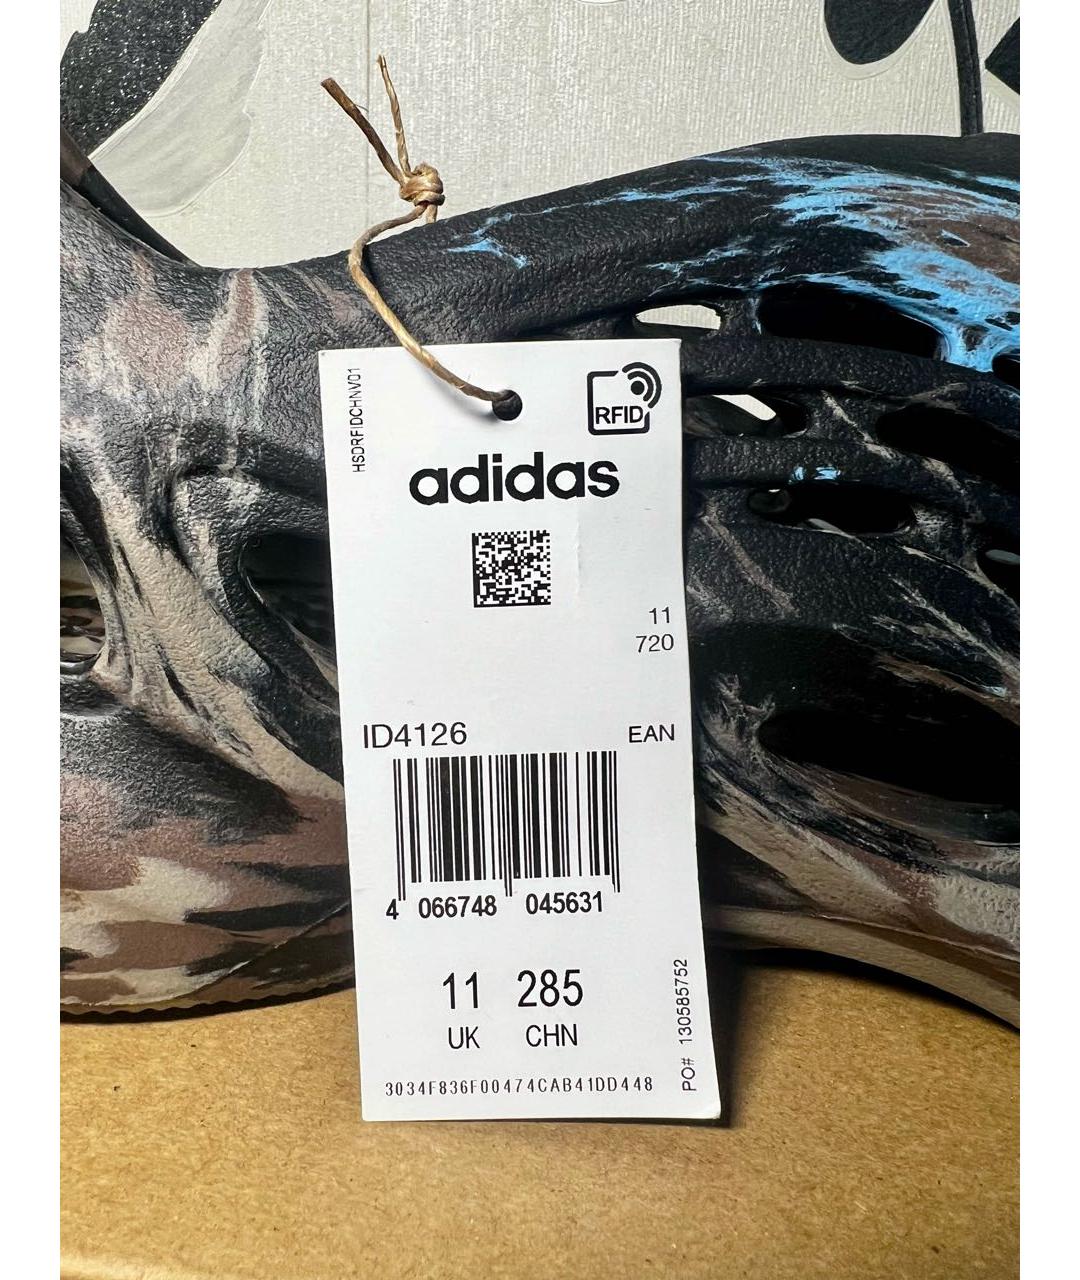 HSDRFIDCHNV01
RFID
adidas
11
720
ID4126
EAN
4 066748 045631
11 285
UK CHN
PO# 130585752
3034F836F00474CAB41DD448